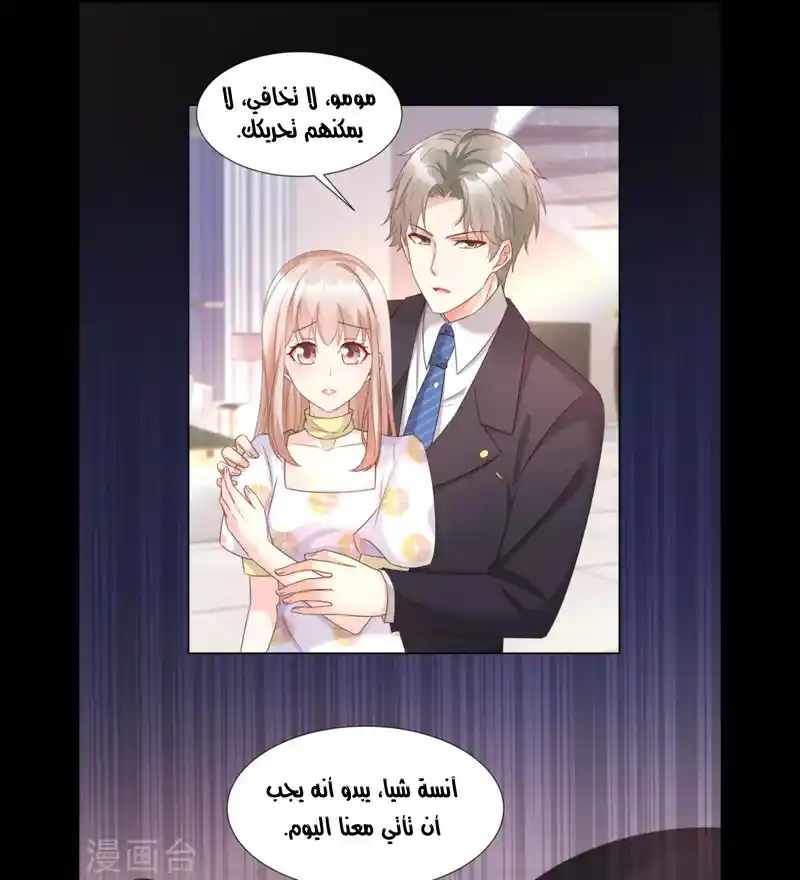 مومو، لا تخافي، لا
يمكنهم تحريكك.
آنسة شيا، يبدو أنه يجب
أن تأتي معنا اليوم.
漫画台